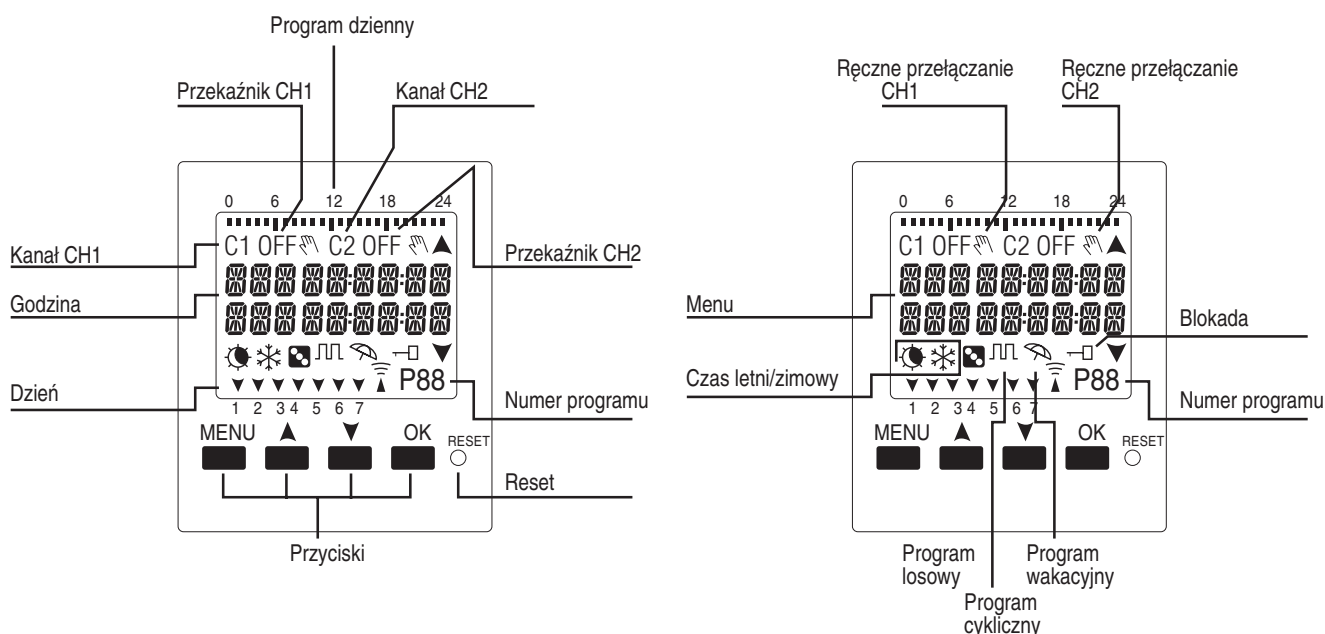 Program dzienny
Przekaźnik CH1
Kanał CH2
0 6 12 18 24
C1 OFF C2 OFF
Kanał CH1
Przekaźnik CH2
Godzina
Dzień
P88
Numer programu
1 2 3 4 5 6 7
MENU OK
RESET
Reset
Przyciski
Ręczne przełączanie
CH1
Ręczne przełączanie
CH2
0 6 12 18 24
C1 OFF C2 OFF
Menu
Blokada
Czas letni/zimowy
P88
Numer programu
1 2 3 4 5 6 7
MENU OK
RESET
Program
losowy
Program
wakacyjny
Program
cykliczny